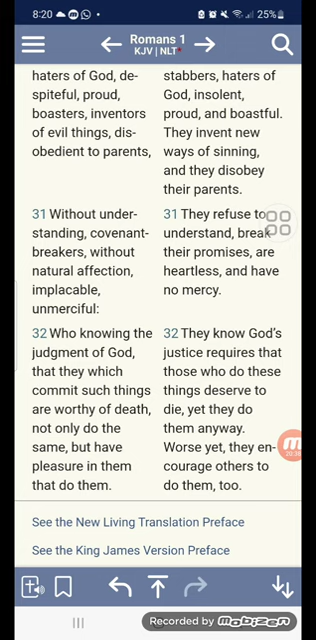 8:20
25%
Romans 1
KJV | NLT*
haters of God, de-
spiteful, proud,
boasters, inventors
of evil things, dis-
obedient to parents,
31 Without under-
standing, covenant-
breakers, without
natural affection,
implacable,
unmerciful:
32 Who knowing the
judgment of God,
that they which
commit such things
are worthy of death,
not only do the
same, but have
pleasure in them
that do them.
stabbers, haters of
God, insolent,
proud, and boastful.
They invent new
ways of sinning,
and they disobey
their parents.
31 They refuse to
understand, break
their promises, are
heartless, and have
no mercy.
32 They know God's
justice requires that
those who do these
things deserve to
die, yet they do
them anyway.
Worse yet, they en-
courage others to
do them, too.
See the New Living Translation Preface
See the King James Version Preface
Recorded by mobizen